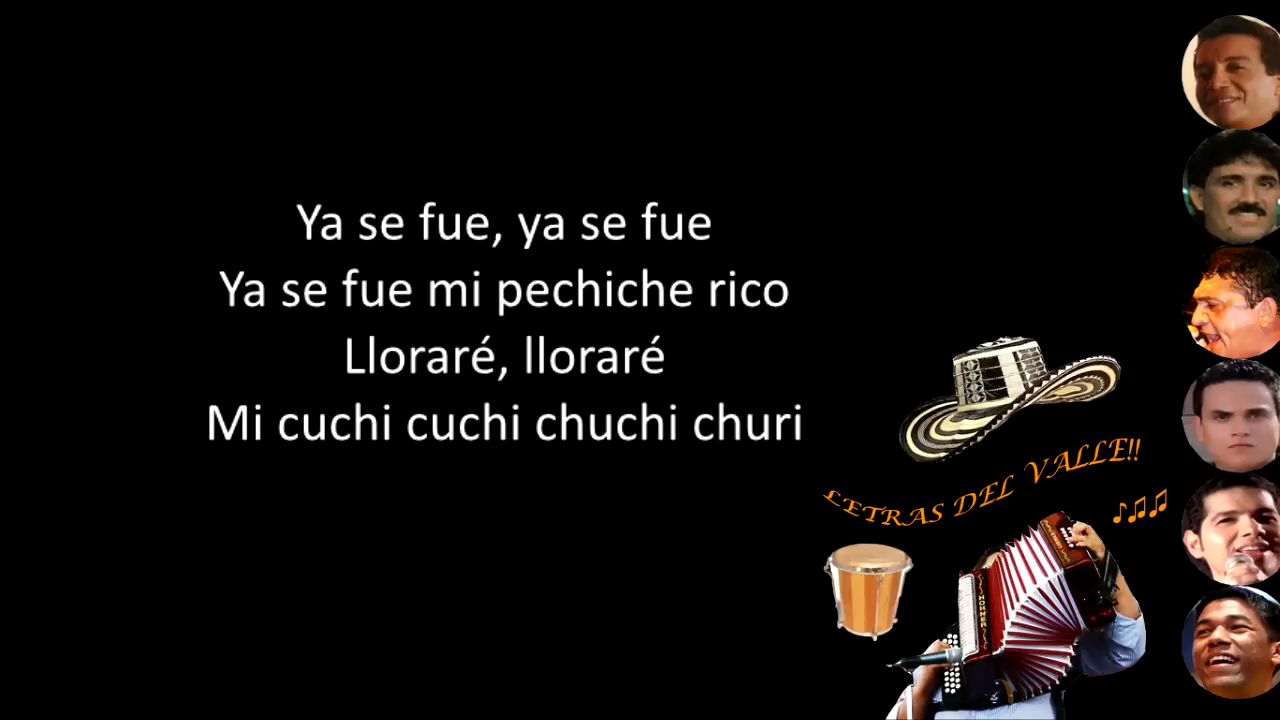 Ya se fue, ya se fue
Ya se fue mi pechiche rico
Lloraré, lloraré
Mi cuchi cuchi chuchi churi
LETRAS DEL VALLE!!
HOHNER